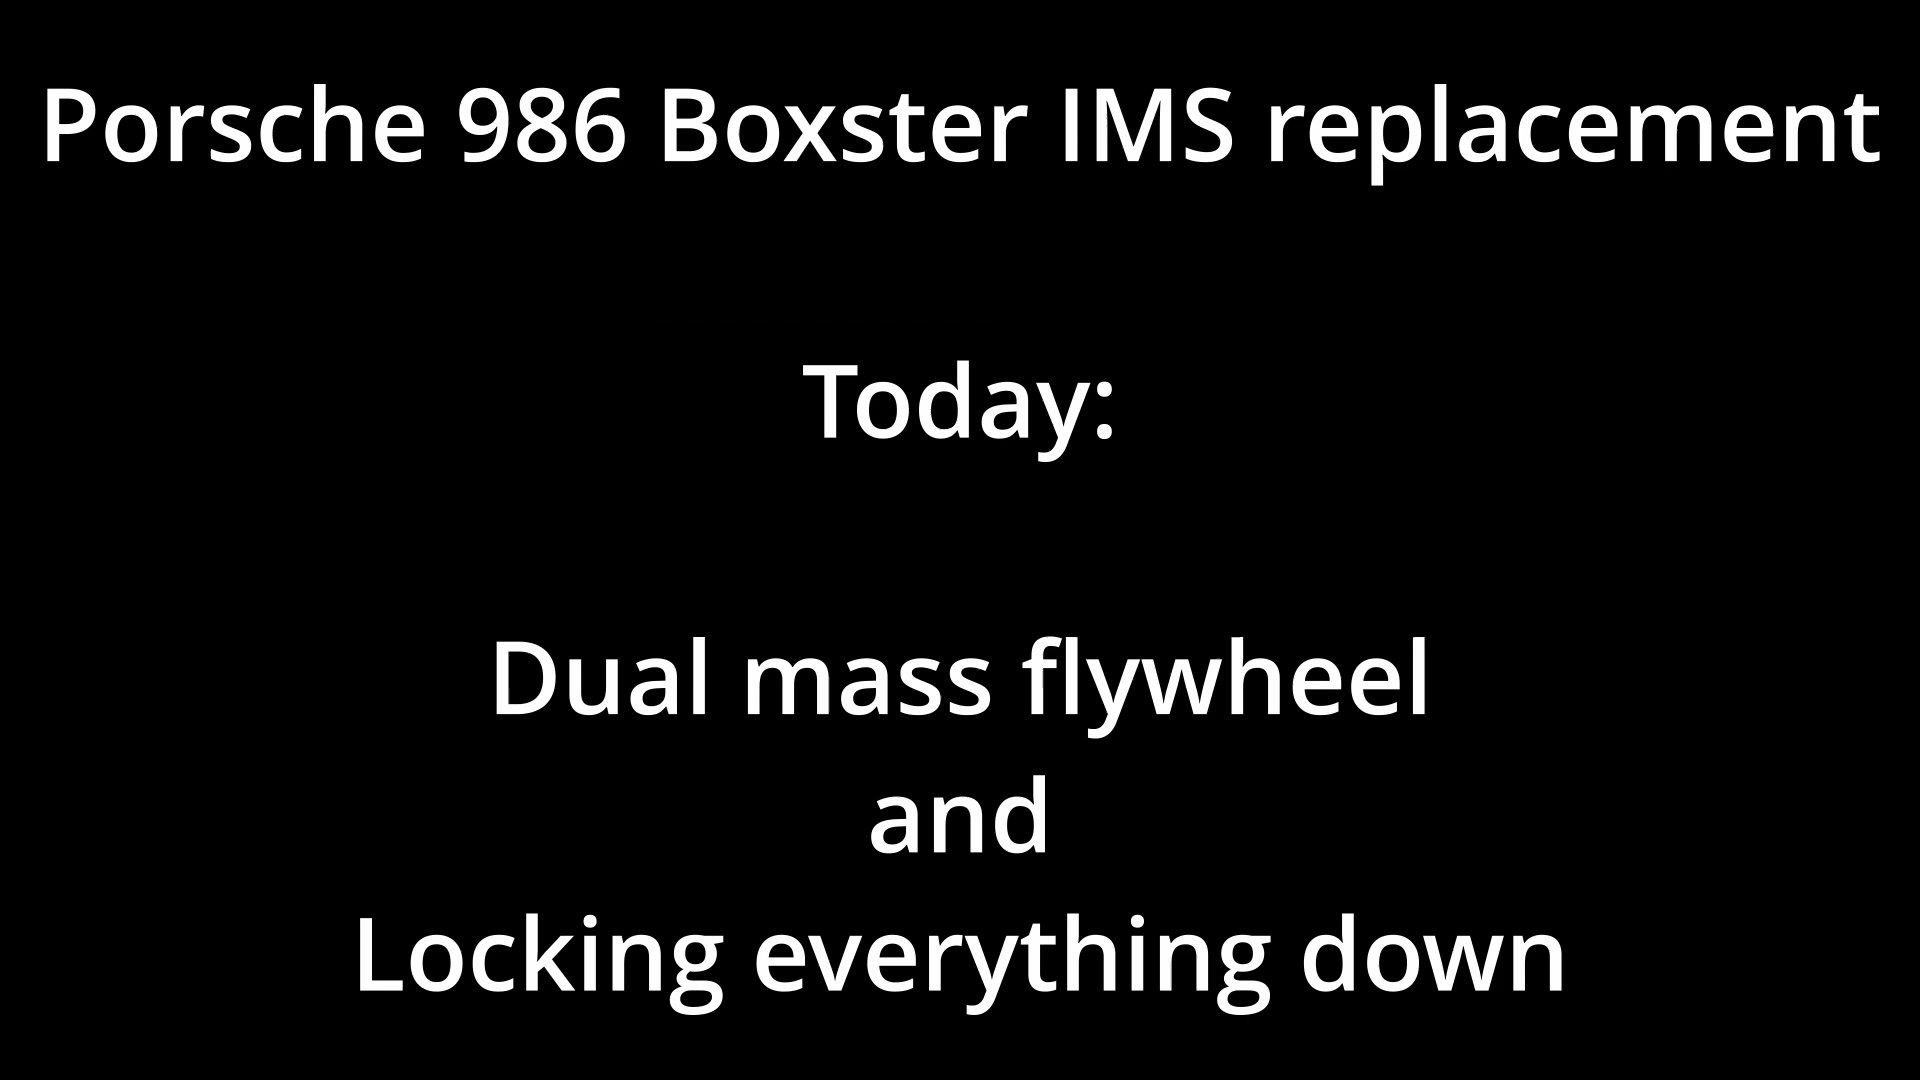 Porsche 986 Boxster IMS replacement
Today:
Dual mass flywheel
and
Locking everything down